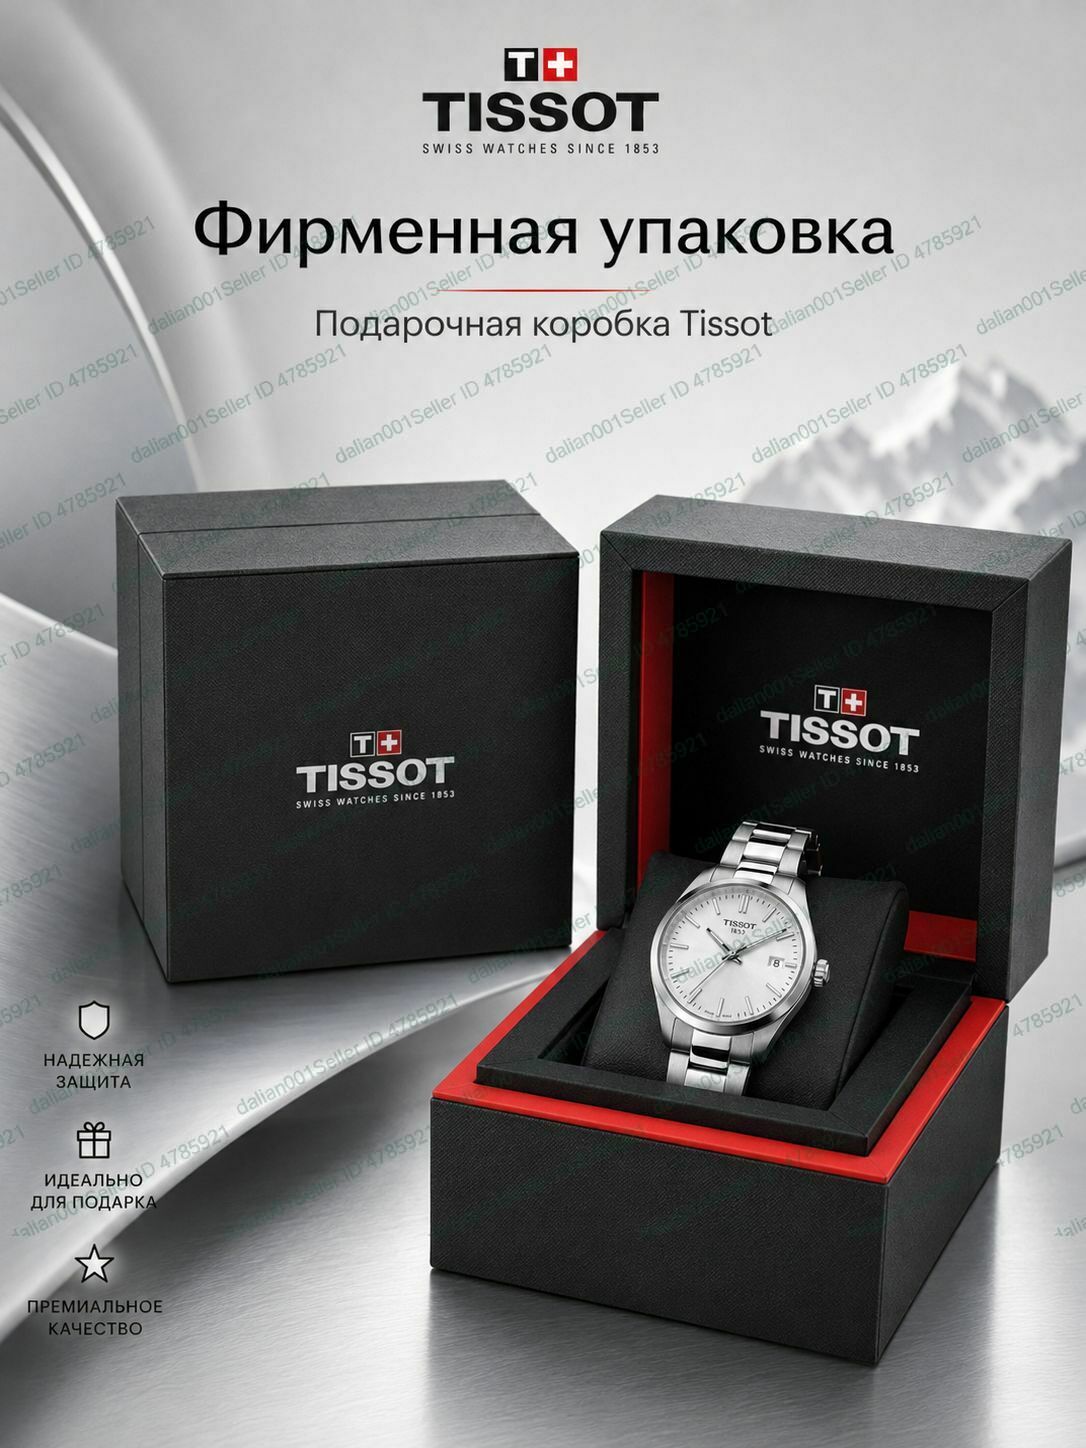 T+
TISSOT
SWISS WATCHES SINCE 1853
Фирменная упаковка
Подарочная коробка Tissot
dalian001Seller ID 4785921
T+
TISSOT
SWISS WATCHES SINCE 1853
T+
TISSOT
SWISS WATCHES SINCE 1853
TISSOT
1853
8
НАДЕЖНАЯ
ЗАЩИТА
ИДЕАЛЬНО
ДЛЯ ПОДАРКА
ПРЕМИАЛЬНОЕ
КАЧЕСТВО